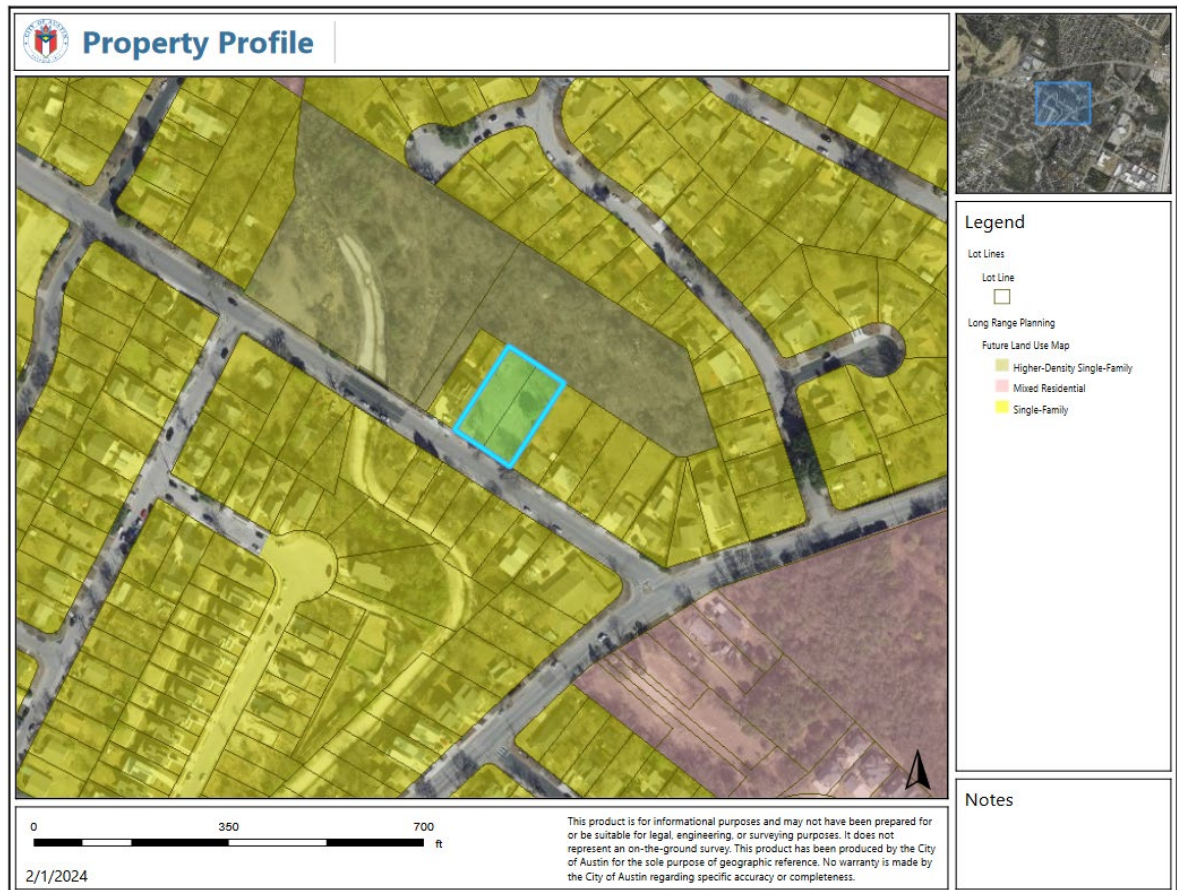 Property Profile
Legend
Lot Lines
Lot Line
Long Range Planning
Future Land Use Map
Higher-Density Single-Family
Mixed Residential
Single-Family
Notes
0 350 700
ft
2/1/2024
This product is for informational purposes and may not have been prepared for
or be suitable for legal, engineering, or surveying purposes. It does not
represent an on-the-ground survey. This product has been produced by the City
of Austin for the sole purpose of geographic reference. No warranty is made by
the City of Austin regarding specific accuracy or completeness.